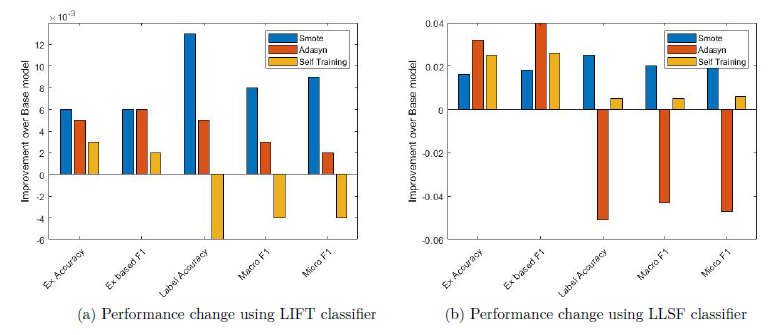 × 10^-3
12
10
8
6
4
2
0
-2
-4
-6
Improvement over Base model
Smote
Adasyn
Self Training
Ex Accuracy
Ex based F1
Label Accuracy
Macro F1
Micro F1
(a) Performance change using LIFT classifier
0.04
0.02
0
-0.02
-0.04
-0.06
Improvement over Base model
Smote
Adasyn
Self Training
Ex Accuracy
Ex based F1
Label Accuracy
Macro F1
Micro F1
(b) Performance change using LLSF classifier